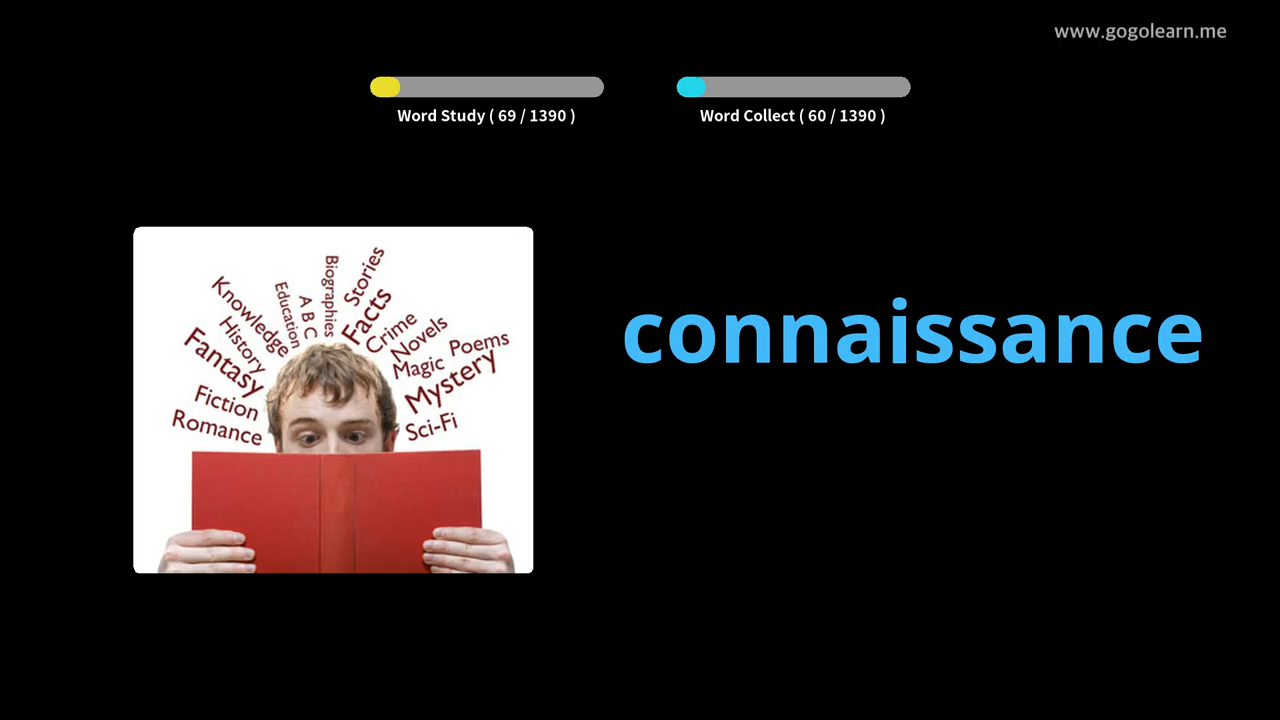 www.gogolearn.me
Word Study ( 69 / 1390 )
Word Collect ( 60 / 1390 )
Romance
Fiction
Fantasy
History
Knowledge
Education
A B C
Biographies
Stories
Facts
Crime
Novels
Magic
Poems
Mystery
Sci-Fi
connaissance